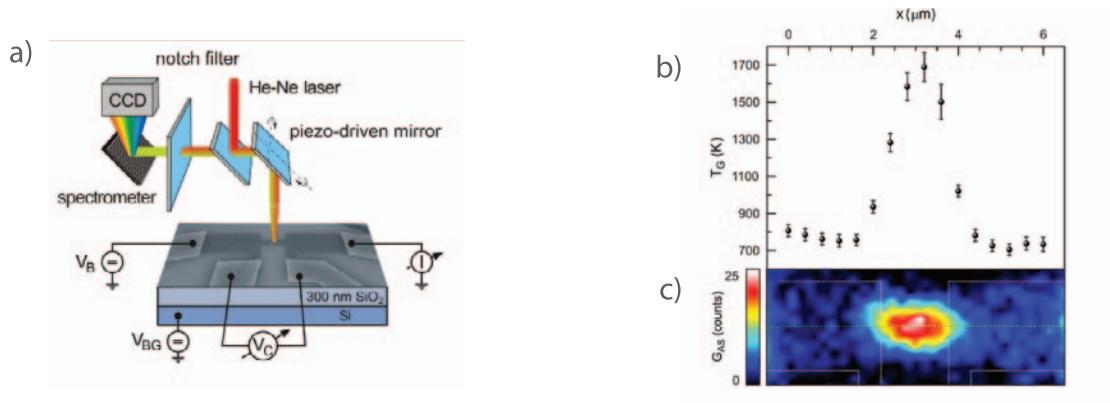 a)
notch filter
He-Ne laser
CCD
piezo-driven mirror
spectrometer
V_B
=
I
300 nm SiO₂
Si
V_BG
=
V_C
b)
x (μm)
0 2 4 6
1700
1500
1300
1100
900
700
T_G (K)
c)
25
0
G_AS (counts)